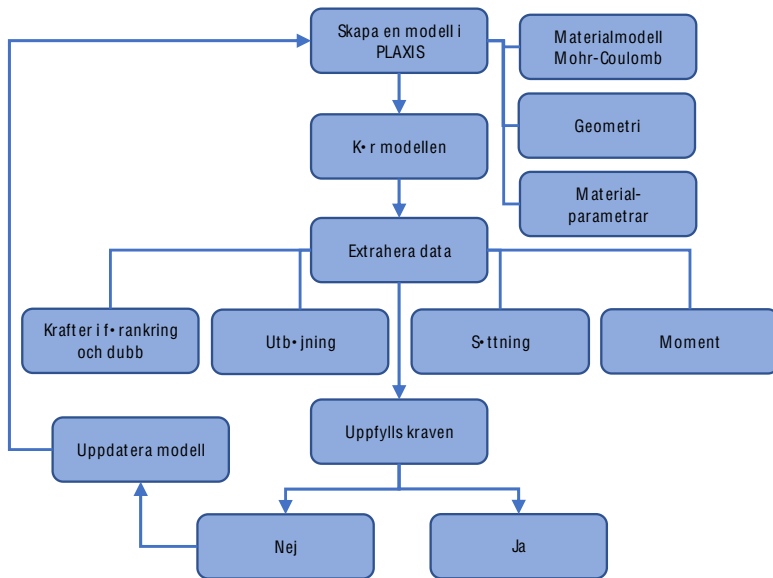 Skapa en modell i
PLAXIS
Materialmodell
Mohr-Coulomb
Geometri
K•r modellen
Material-
parametrar
Extrahera data
Krafter i f•rankring
och dubb
Utb•jning
S•ttning
Moment
Uppfylls kraven
Uppdatera modell
Nej
Ja